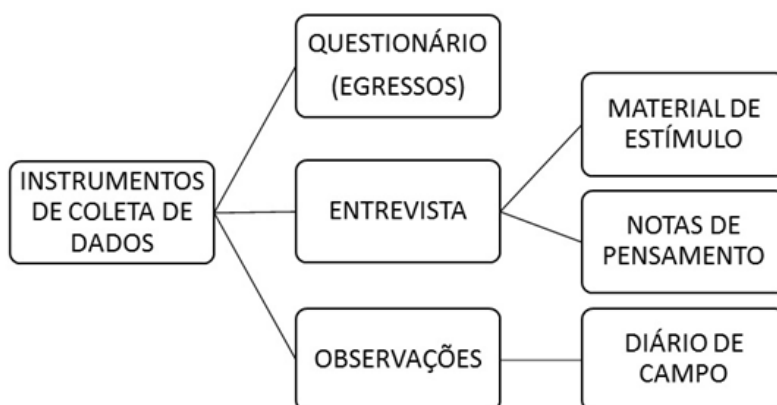 QUESTIONÁRIO
(EGRESSOS)
MATERIAL DE
ESTÍMULO
INSTRUMENTOS
DE COLETA DE
DADOS
ENTREVISTA
NOTAS DE
PENSAMENTO
OBSERVAÇÕES
DIÁRIO DE
CAMPO